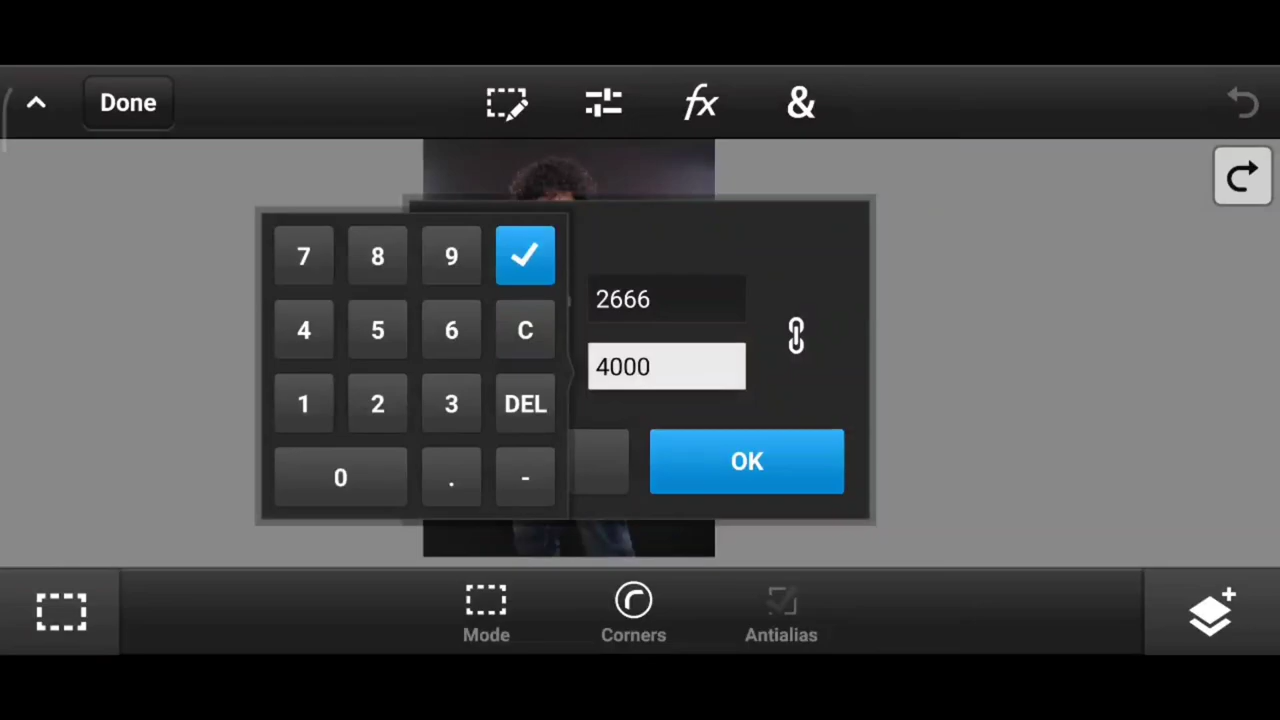 Done
fx
&
7 8 9
2666
4 5 6 C
4000
1 2 3 DEL
0 . -
OK
Mode Corners Antialias